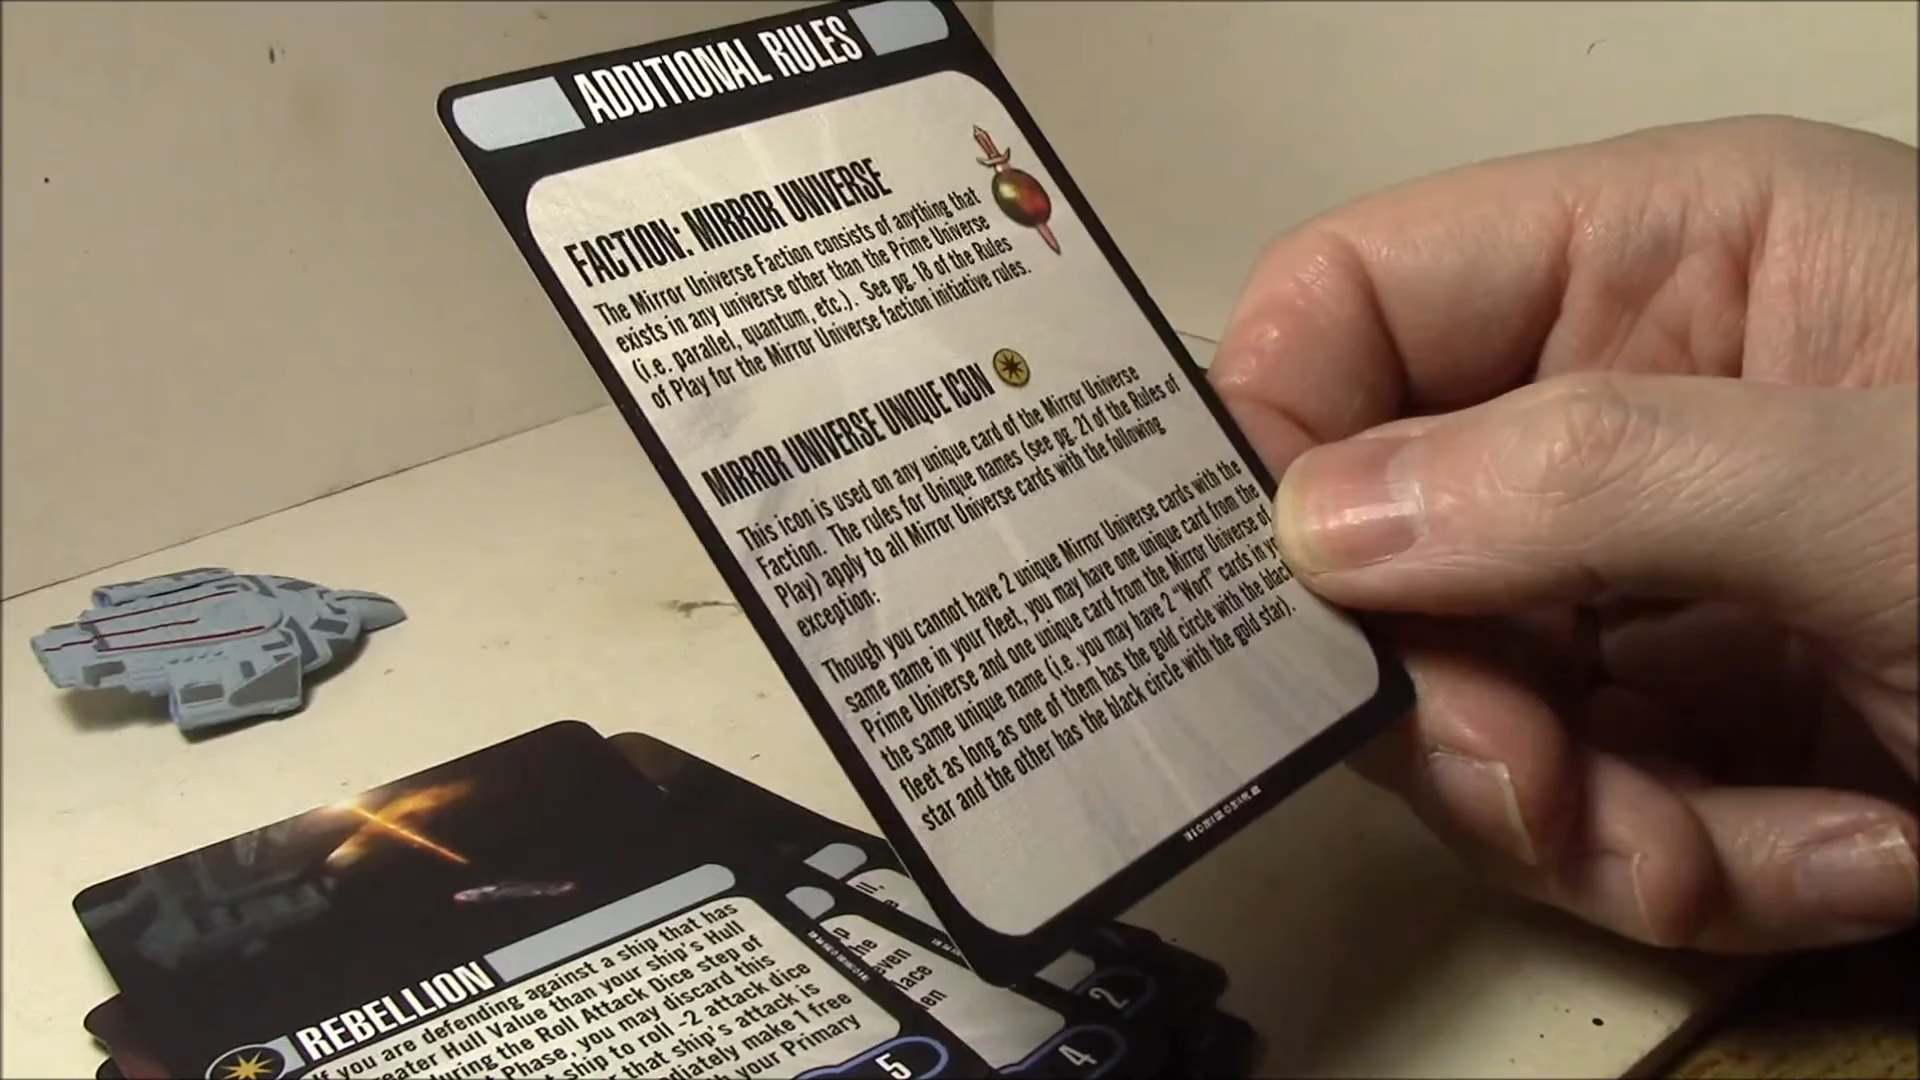 ADDITIONAL RULES
FACTION: MIRROR UNIVERSE
The Mirror Universe Faction consists of anything that
exists in any universe other than the Prime Universe
(i.e. parallel, quantum, etc.). See pg. 18 of the Rules
of Play for the Mirror Universe faction initiative rules.
MIRROR UNIVERSE UNIQUE ICON
This icon is used on any unique card of the Mirror Universe
Faction. The rules for Unique names (see pg. 21 of the Rules of
Play) apply to all Mirror Universe cards with the following
exception:
Though you cannot have 2 unique Mirror Universe cards with the
same name in your fleet, you may have one unique card from the
Prime Universe and one unique card from the Mirror Universe of
the same unique name (i.e. you may have 2 "Worf" cards in
fleet as long as one of them has the gold circle with the black
star and the other has the black circle with the gold star).
REBELLION
If you are defending against a ship that has
greater Hull Value than your ship's Hull
during the Roll Attack Dice step of
Phase, you may discard this
ship to roll -2 attack dice
that ship's attack is
make 1 free
your Primary
5
4
2